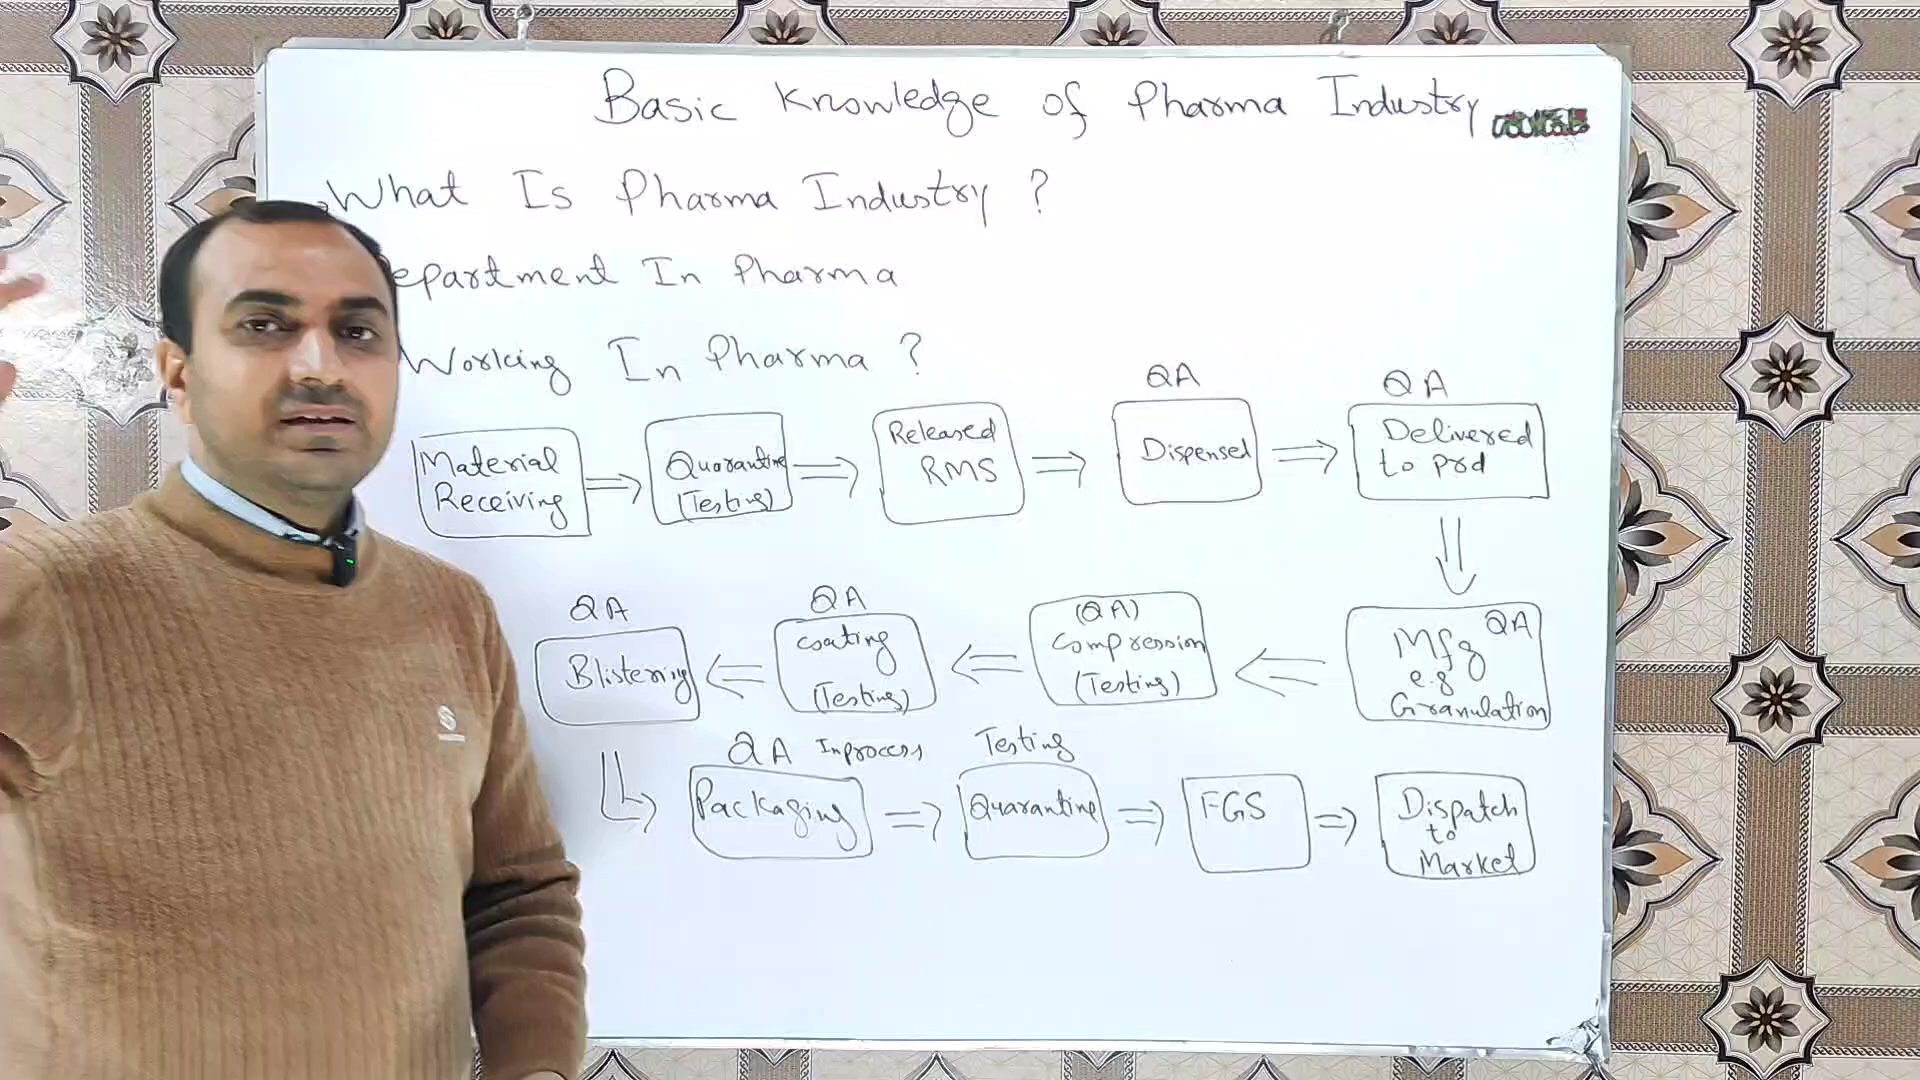 Basic Knowledge of Pharma Industry
What Is Pharma Industry ?
epartment In Pharma
Working In Pharma ?
Material
Receiving
Quarantine
(Testing)
Released
RMS
QA
Dispensed
QA
Delivered
to prd
QA
Mfg
e.g
Granulation
(QA)
Compression
(Testing)
QA
Coating
(Testing)
QA
Blistering
QA Inprocess
Packaging
Testing
Quarantine
FGS
Dispatch
to
Market